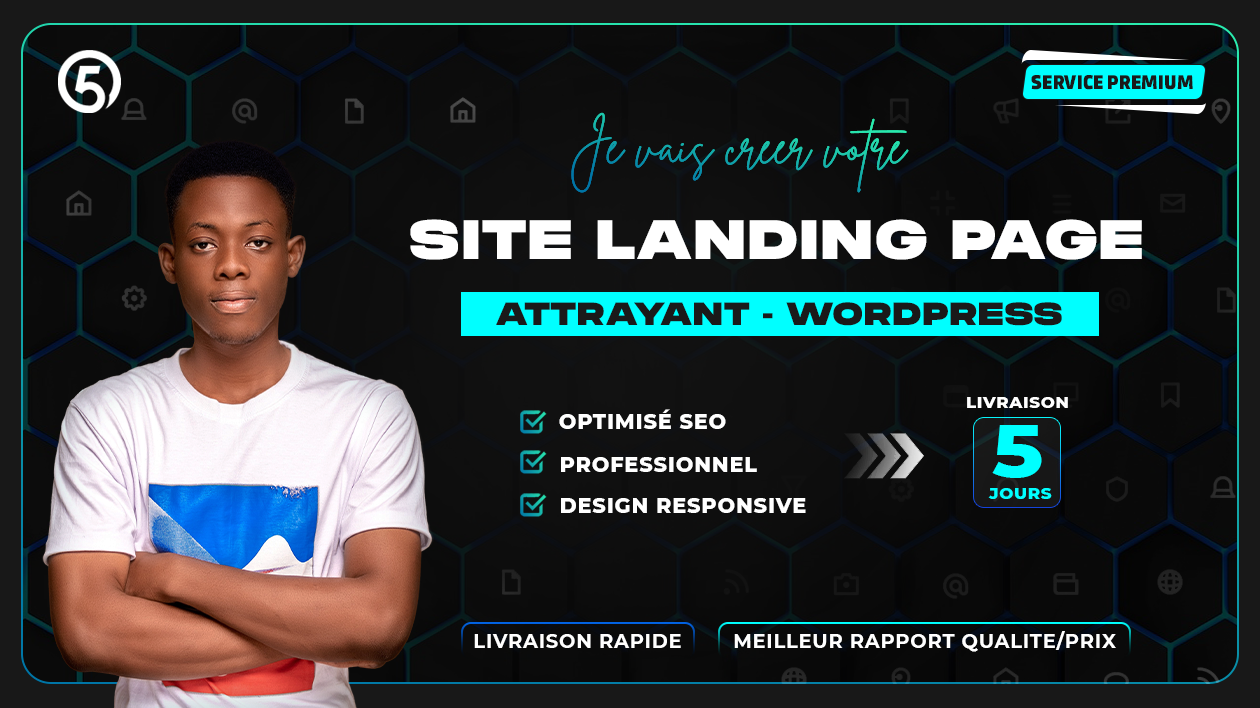 5
SERVICE PREMIUM
Je vais creer votre
SITE LANDING PAGE
ATTRAYANT - WORDPRESS
OPTIMISÉ SEO
PROFESSIONNEL
DESIGN RESPONSIVE
LIVRAISON
5
JOURS
LIVRAISON RAPIDE
MEILLEUR RAPPORT QUALITE/PRIX